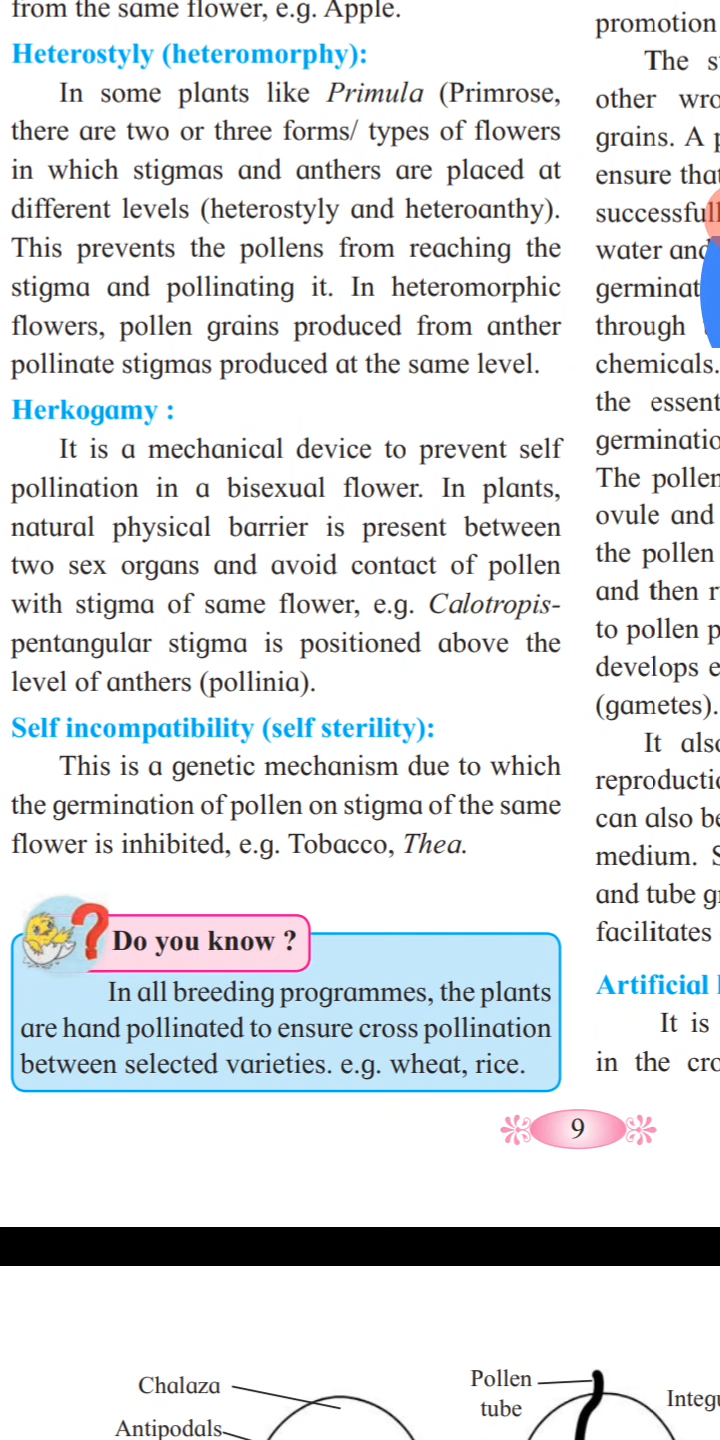 from the same flower, e.g. Apple.
Heterostyly (heteromorphy):
In some plants like Primula (Primrose,
there are two or three forms/ types of flowers
in which stigmas and anthers are placed at
different levels (heterostyly and heteroanthy).
This prevents the pollens from reaching the
stigma and pollinating it. In heteromorphic
flowers, pollen grains produced from anther
pollinate stigmas produced at the same level.
Herkogamy :
It is a mechanical device to prevent self
pollination in a bisexual flower. In plants,
natural physical barrier is present between
two sex organs and avoid contact of pollen
with stigma of same flower, e.g. Calotropis-
pentangular stigma is positioned above the
level of anthers (pollinia).
Self incompatibility (self sterility):
This is a genetic mechanism due to which
the germination of pollen on stigma of the same
flower is inhibited, e.g. Tobacco, Thea.
Do you know ?
In all breeding programmes, the plants
are hand pollinated to ensure cross pollination
between selected varieties. e.g. wheat, rice.
promotion
The
other
grains. A
ensure that
water and
through
chemicals.
the
The pollen
ovule and
the pollen
and then
to pollen
develops
(gametes).
It
can also
medium.
and tube
facilitates
Artificial
It is
in the
9
Chalaza
Antipodals
Pollen
tube